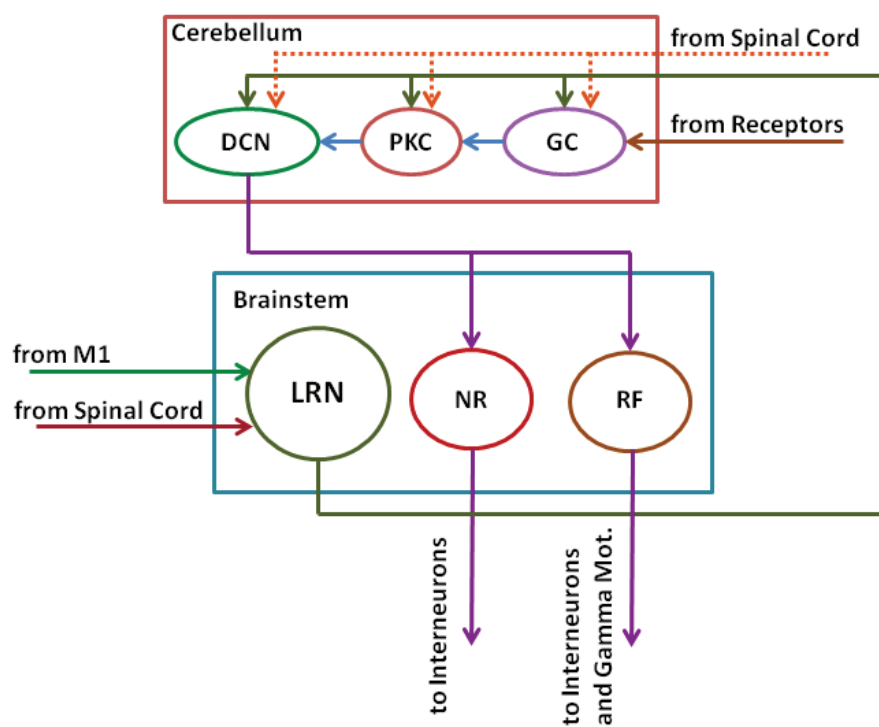 Cerebellum
from Spinal Cord
DCN
PKC
GC
from Receptors
Brainstem
from M1
from Spinal Cord
LRN
NR
RF
to Interneurons
to Interneurons
and Gamma Mot.